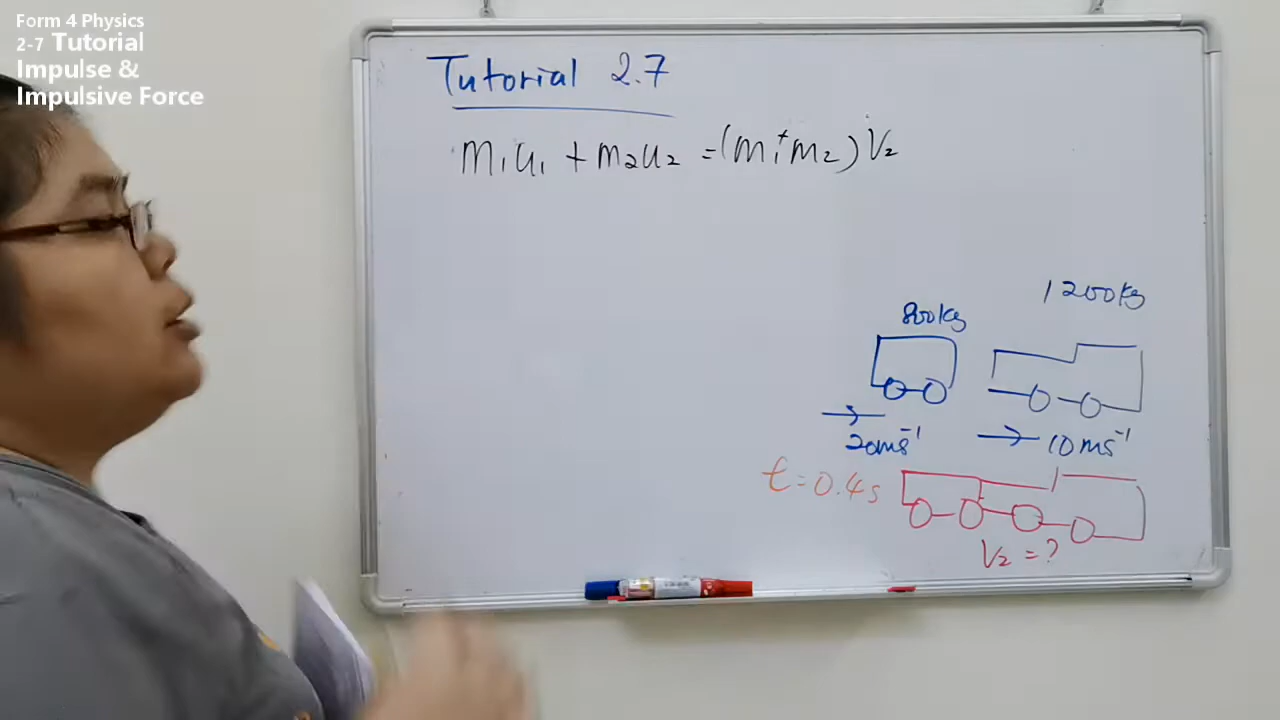 Form 4 Physics
2-7 Tutorial
Impulse &
Impulsive Force
Tutorial 2.7
m₁u₁ + m₂u₂ = (m₁+m₂)V₂
800kg
1200kg
20ms⁻¹
10ms⁻¹
t=0.4s
V₂ = ?